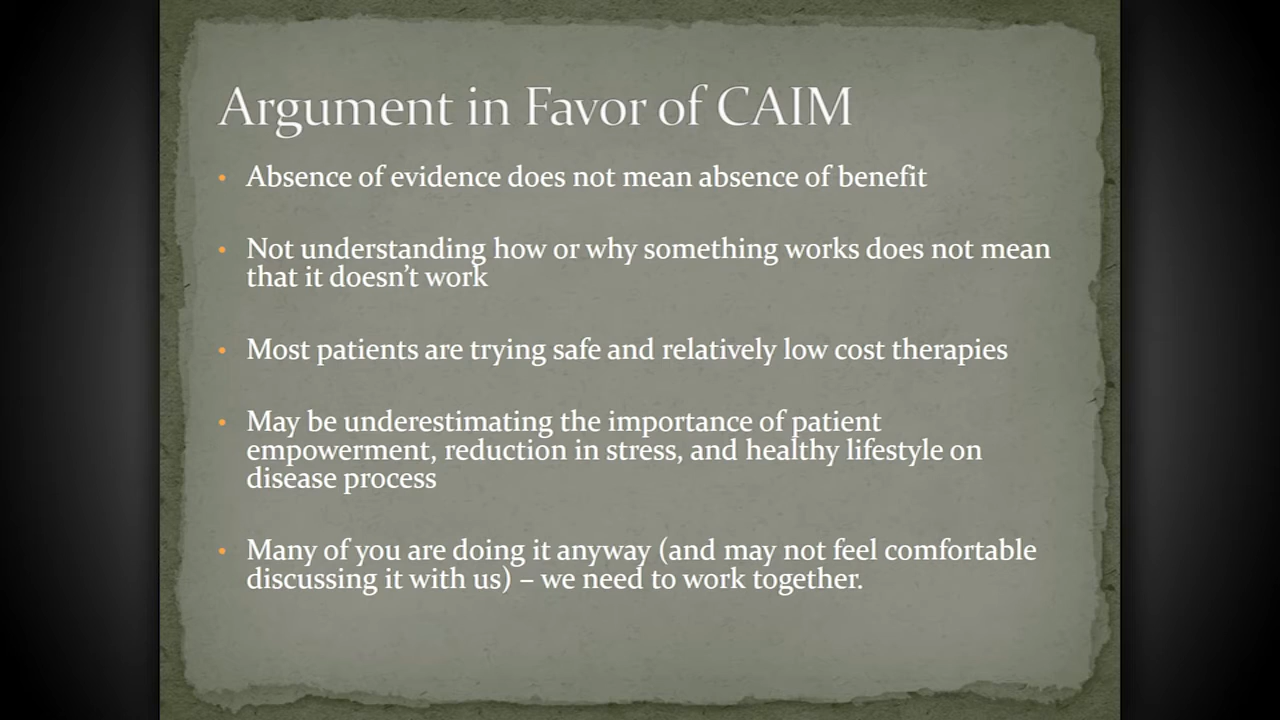 Argument in Favor of CAIM
• Absence of evidence does not mean absence of benefit
• Not understanding how or why something works does not mean
that it doesn’t work
• Most patients are trying safe and relatively low cost therapies
• May be underestimating the importance of patient
empowerment, reduction in stress, and healthy lifestyle on
disease process
• Many of you are doing it anyway (and may not feel comfortable
discussing it with us) – we need to work together.